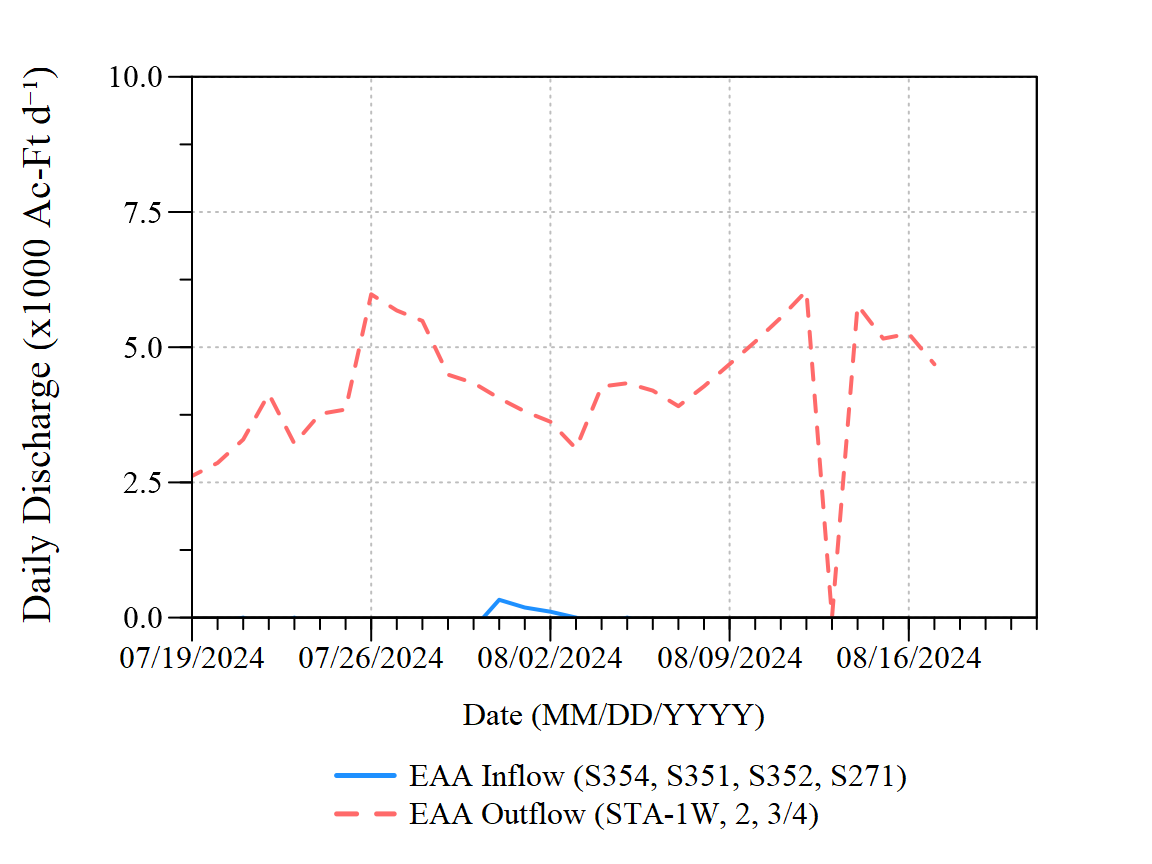 Daily Discharge (x1000 Ac-Ft d⁻¹)
10.0
7.5
5.0
2.5
0.0
07/19/2024 07/26/2024 08/02/2024 08/09/2024 08/16/2024
Date (MM/DD/YYYY)
EAA Inflow (S354, S351, S352, S271)
EAA Outflow (STA-1W, 2, 3/4)